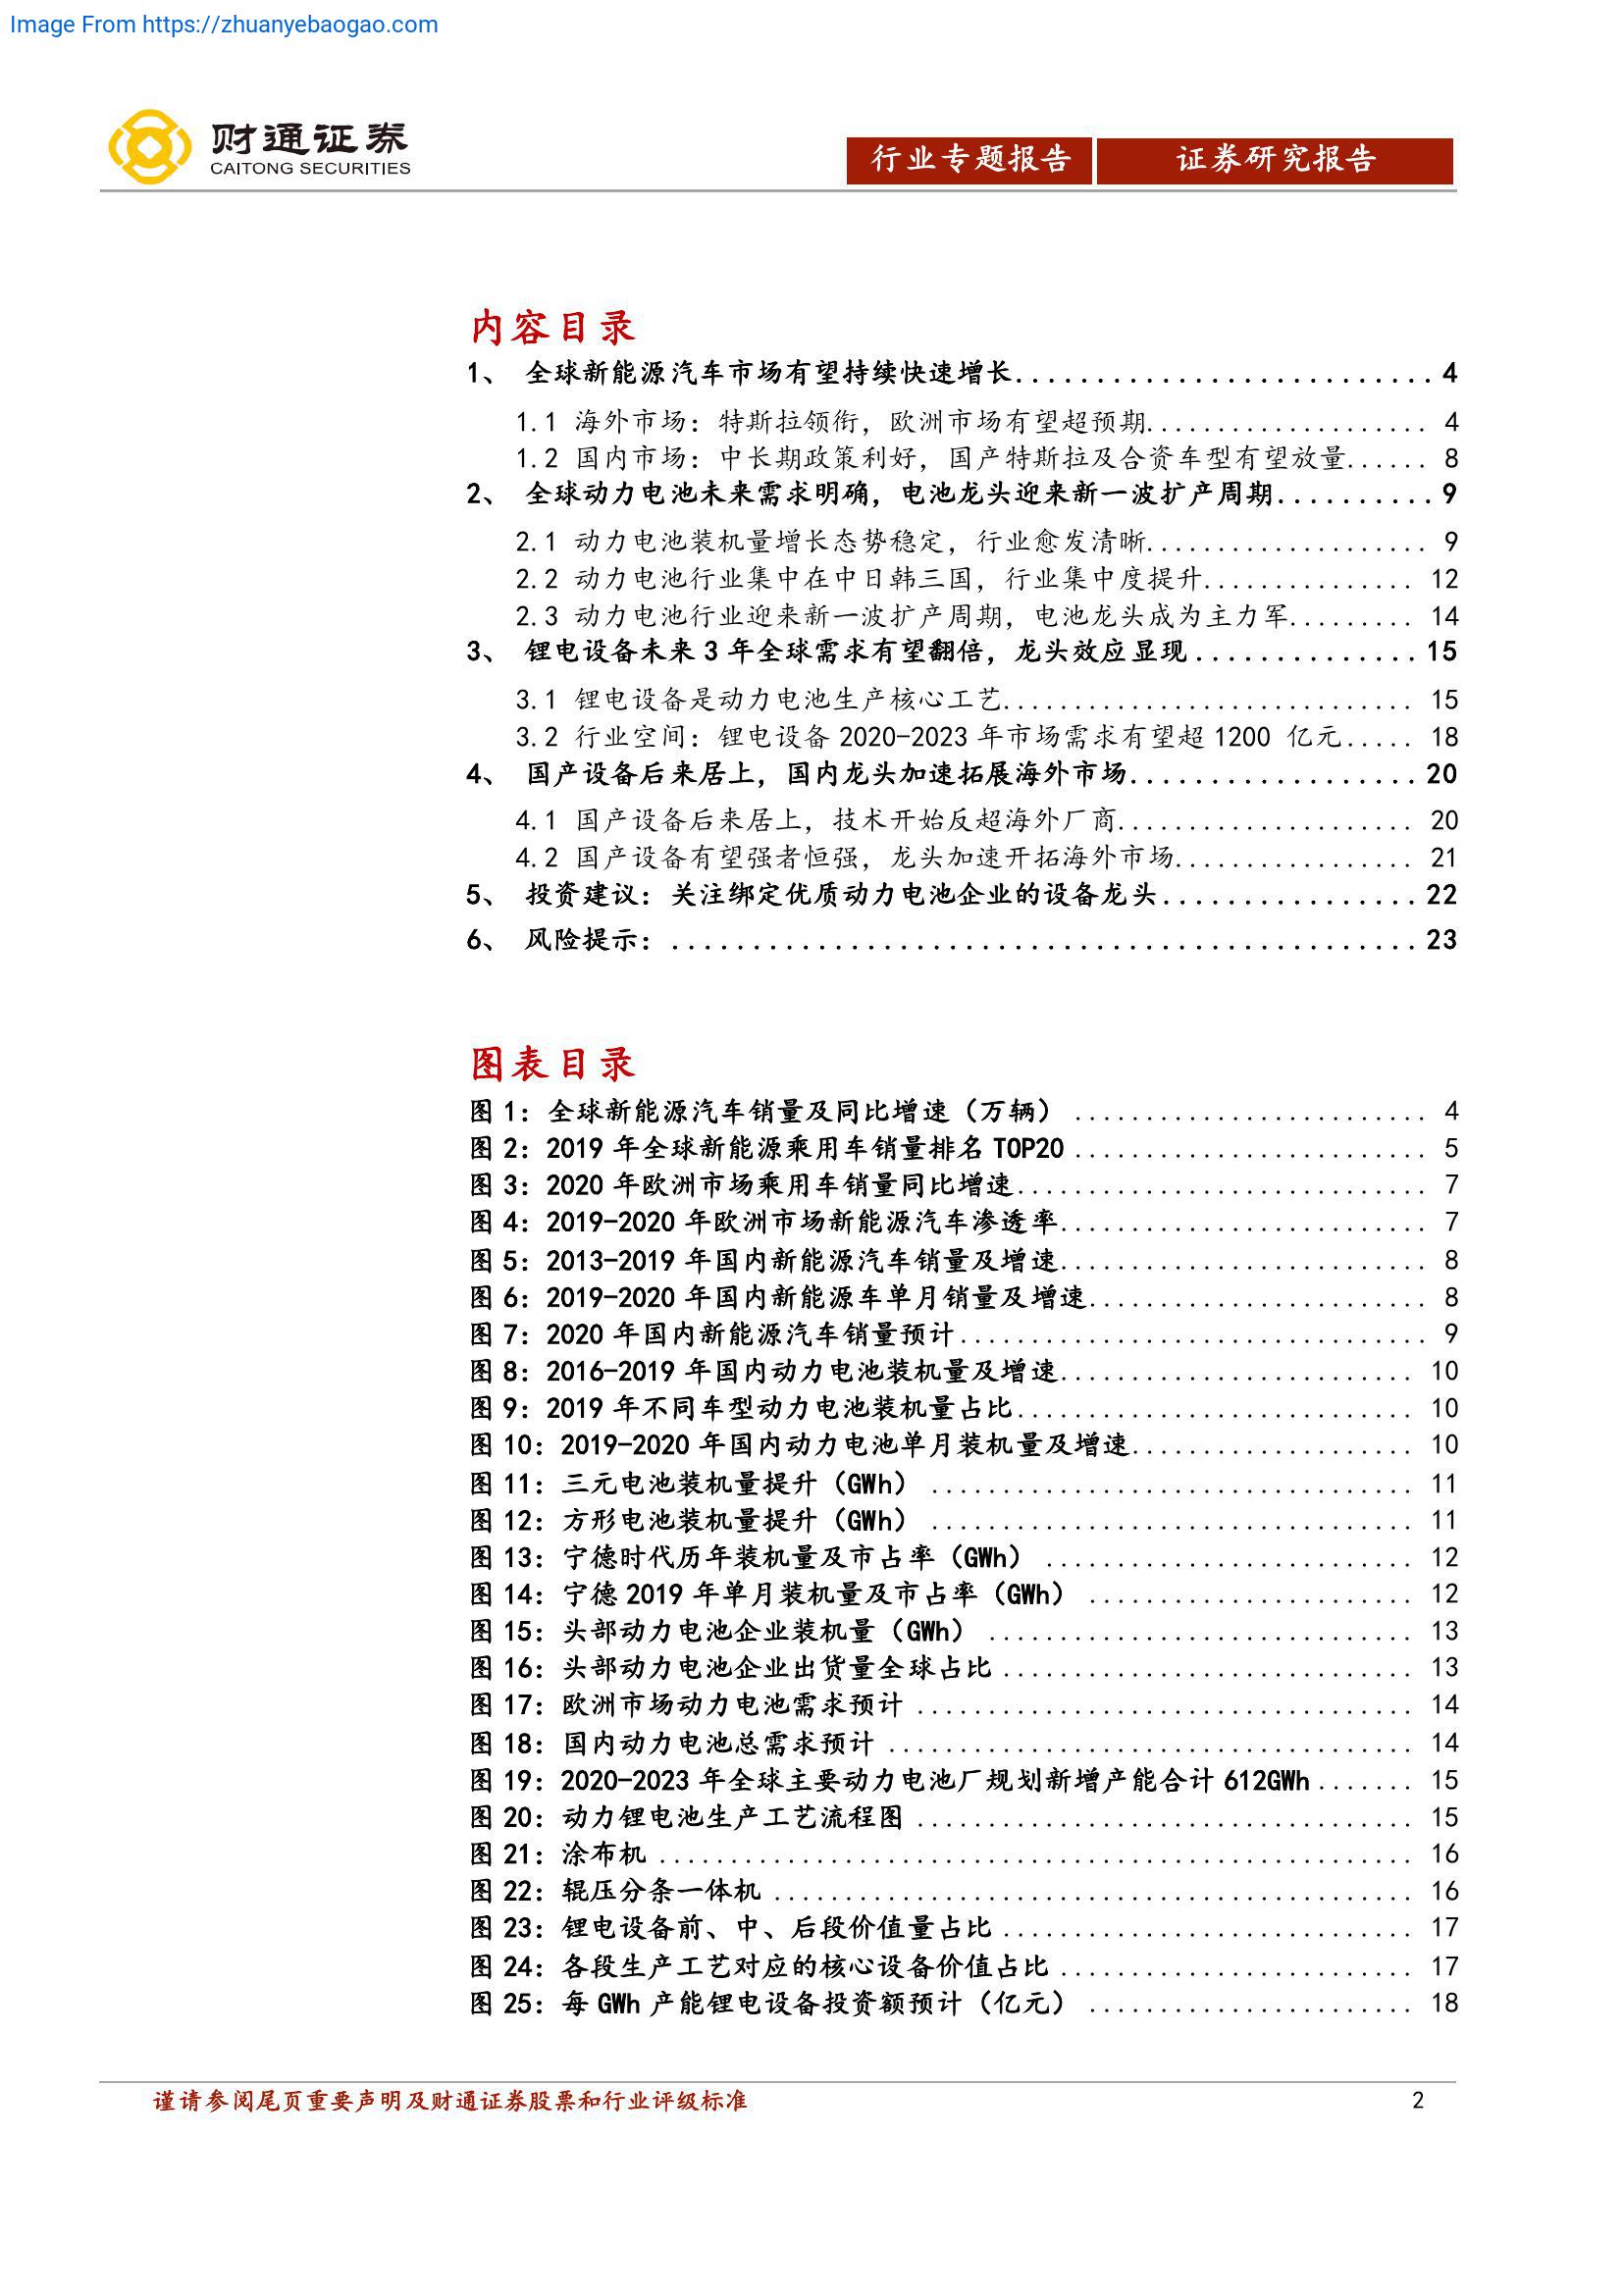 Image From https://zhuanyebaogao.com
财通证券
CAITONG SECURITIES
行业专题报告
证券研究报告
内容目录
1、 全球新能源汽车市场有望持续快速增长.......................... 4
1.1 海外市场：特斯拉领衔，欧洲市场有望超预期.................... 4
1.2 国内市场：中长期政策利好，国产特斯拉及合资车型有望放量...... 8
2、 全球动力电池未来需求明确，电池龙头迎来新一波扩产周期.......... 9
2.1 动力电池装机量增长态势稳定，行业愈发清晰.................... 9
2.2 动力电池行业集中在中日韩三国，行业集中度提升............... 12
2.3 动力电池行业迎来新一波扩产周期，电池龙头成为主力军......... 14
3、 锂电设备未来 3 年全球需求有望翻倍，龙头效应显现.............. 15
3.1 锂电设备是动力电池生产核心工艺............................. 15
3.2 行业空间：锂电设备 2020-2023 年市场需求有望超 1200 亿元..... 18
4、 国产设备后来居上，国内龙头加速拓展海外市场.................. 20
4.1 国产设备后来居上，技术开始反超海外厂商..................... 20
4.2 国产设备有望强者恒强，龙头加速开拓海外市场................. 21
5、 投资建议：关注绑定优质动力电池企业的设备龙头................ 22
6、 风险提示：............................................... 23
图表目录
图 1：全球新能源汽车销量及同比增速（万辆） ......................... 4
图 2：2019 年全球新能源乘用车销量排名 TOP20 ......................... 5
图 3：2020 年欧洲市场乘用车销量同比增速............................. 7
图 4：2019-2020 年欧洲市场新能源汽车渗透率.......................... 7
图 5：2013-2019 年国内新能源汽车销量及增速.......................... 8
图 6：2019-2020 年国内新能源车单月销量及增速........................ 8
图 7：2020 年国内新能源汽车销量预计................................. 9
图 8：2016-2019 年国内动力电池装机量及增速......................... 10
图 9：2019 年不同车型动力电池装机量占比............................ 10
图 10：2019-2020 年国内动力电池单月装机量及增速.................... 10
图 11：三元电池装机量提升（GWh） .................................. 11
图 12：方形电池装机量提升（GWh） .................................. 11
图 13：宁德时代历年装机量及市占率（GWh） .......................... 12
图 14：宁德 2019 年单月装机量及市占率（GWh） ....................... 12
图 15：头部动力电池企业装机量（GWh） .............................. 13
图 16：头部动力电池企业出货量全球占比 ............................. 13
图 17：欧洲市场动力电池需求预计 ................................... 14
图 18：国内动力电池总需求预计 ..................................... 14
图 19：2020-2023 年全球主要动力电池厂规划新增产能合计 612GWh ....... 15
图 20：动力锂电池生产工艺流程图 ................................... 15
图 21：涂布机 ..................................................... 16
图 22：辊压分条一体机 ............................................. 16
图 23：锂电设备前、中、后段价值量占比 ............................. 17
图 24：各段生产工艺对应的核心设备价值占比 ......................... 17
图 25：每 GWh 产能锂电设备投资额预计（亿元） ....................... 18
谨请参阅尾页重要声明及财通证券股票和行业评级标准
2